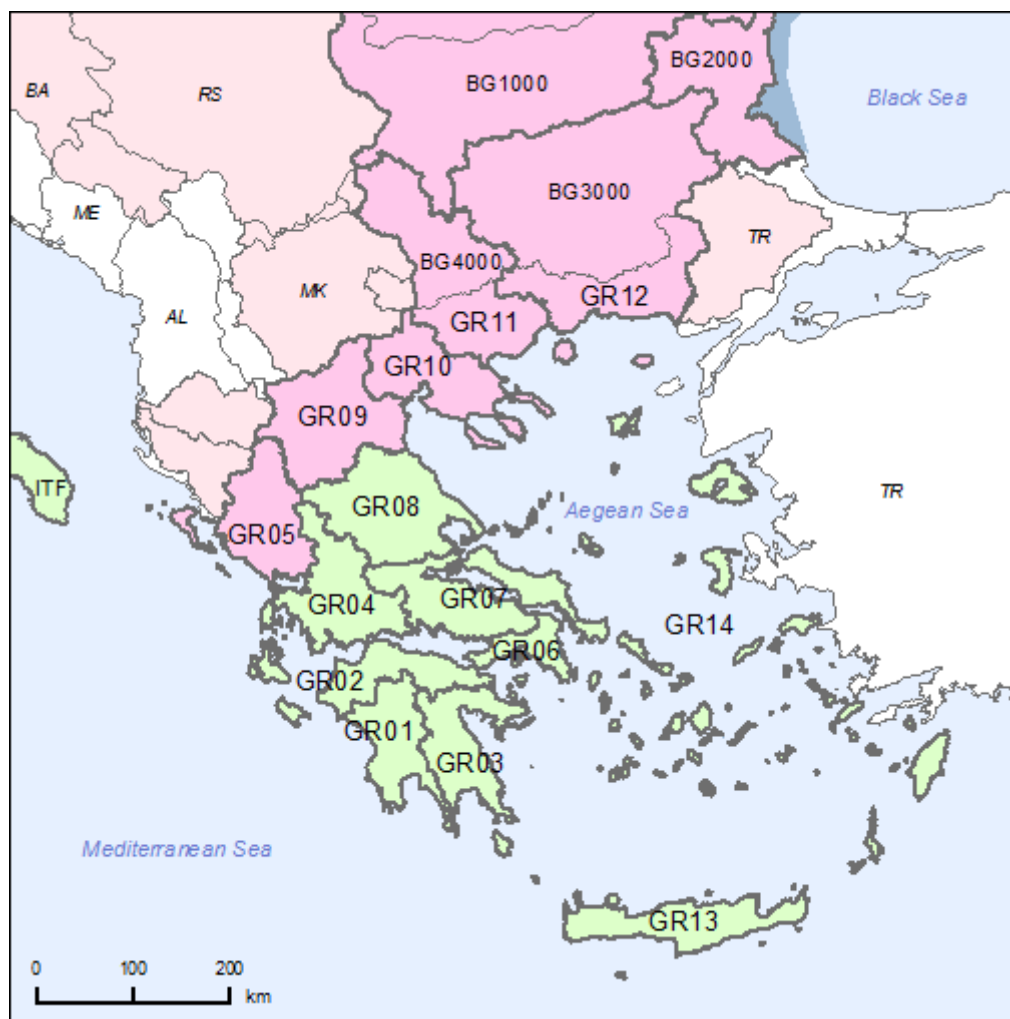 BG2000
BG1000
BA
RS
Black Sea
BG3000
ME
TR
BG4000
MK
GR12
AL
GR11
GR10
GR09
ITF
GR08
TR
Aegean Sea
GR05
GR07
GR04
GR14
GR06
GR02
GR01
GR03
Mediterranean Sea
GR13
0 100 200
km